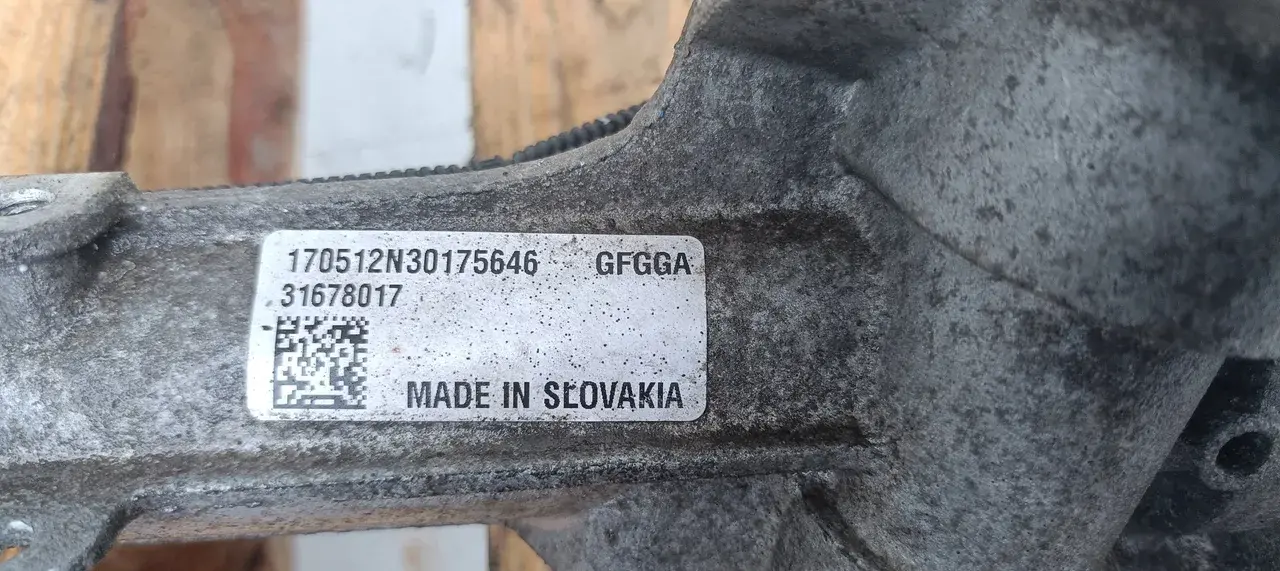 170512N30175646 GFGGA
31678017
MADE IN SLOVAKIA